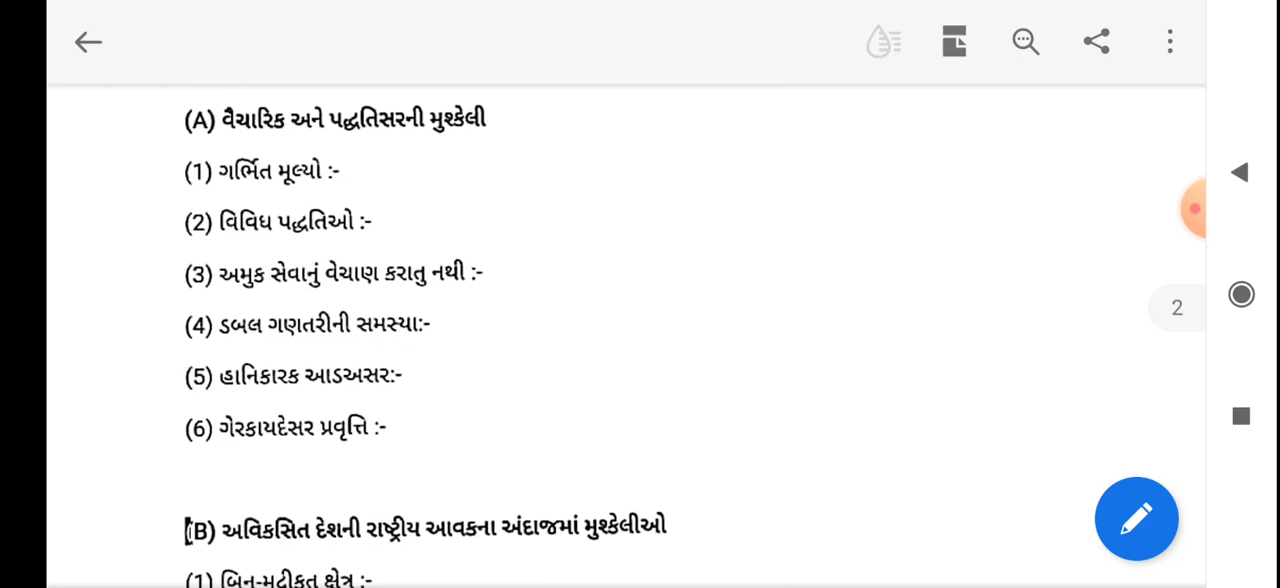 (A) વૈચારિક અને પદ્ધતિસરની મુશ્કેલી
(1) ગર્ભિત મૂલ્યો :-
(2) વિવિધ પદ્ધતિઓ :-
(3) અમુક સેવાનું વેચાણ કરાતુ નથી :-
(4) ડબલ ગણતરીની સમસ્યા:-
(5) હાનિકારક આડઅસર:-
(6) ગેરકાયદેસર પ્રવૃત્તિ :-
2
(B) અવિકસિત દેશની રાષ્ટ્રીય આવકના અંદાજમાં મુશ્કેલીઓ
(1) બિન-મુદ્રીકૃત ક્ષેત્ર :-